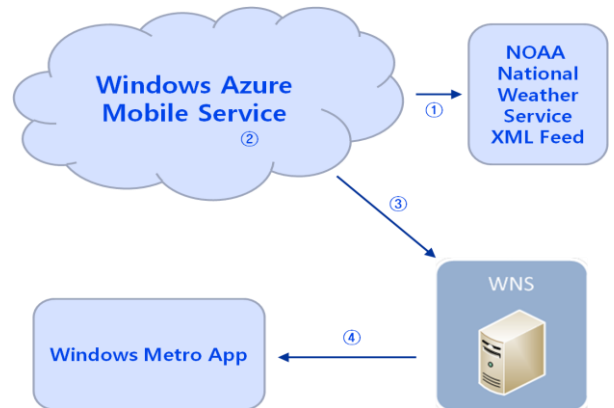 Windows Azure
Mobile Service
②
①
NOAA
National
Weather
Service
XML Feed
③
WNS
Windows Metro App
④